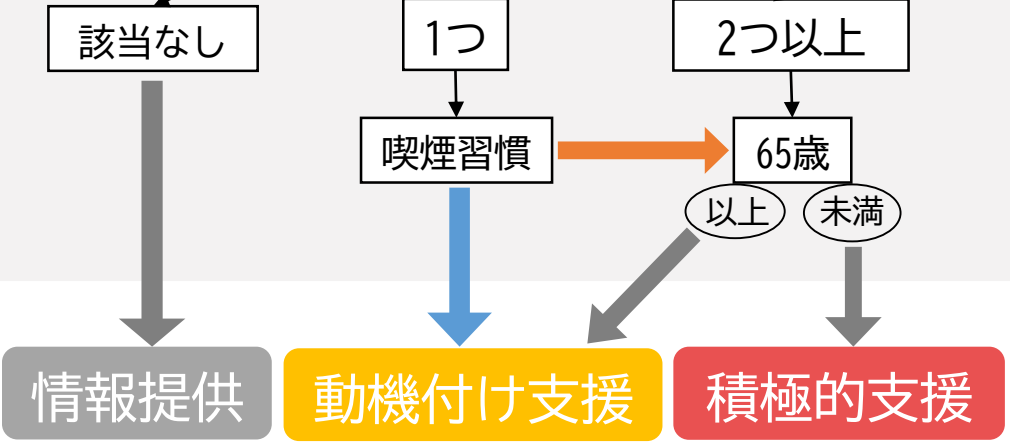 該当なし
1つ
2つ以上
喫煙習慣
65歳
以上
未満
情報提供
動機付け支援
積極的支援